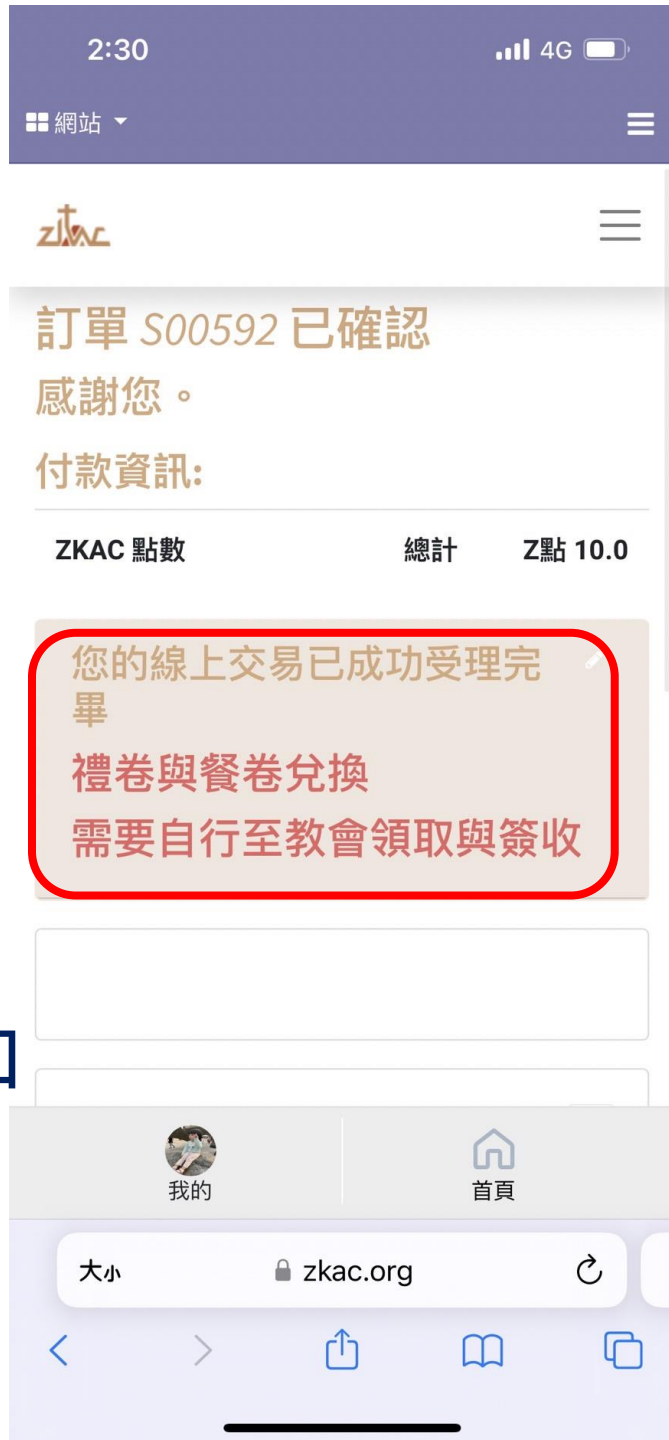 2:30 4G
網站
zkac
訂單 S00592 已確認
感謝您。
付款資訊:
ZKAC 點數 總計 Z點 10.0
您的線上交易已成功受理完
畢
禮卷與餐卷兌換
需要自行至教會領取與簽收
我的 首頁
大小 zkac.org